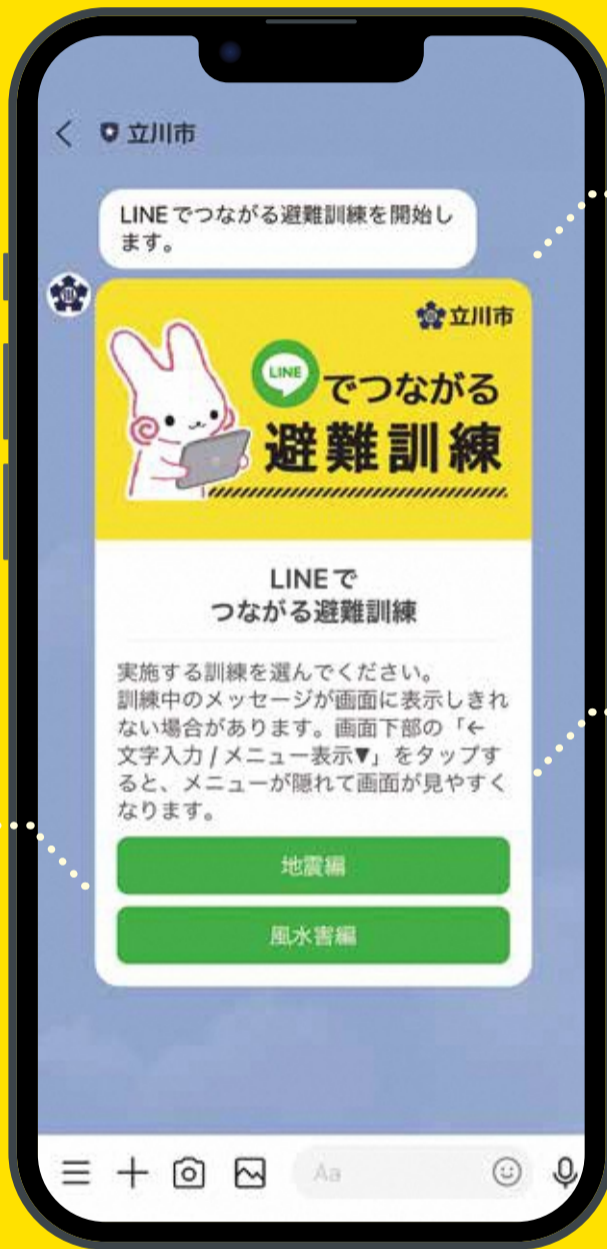 立川市
LINEでつながる避難訓練を開始し
ます。
立川市
LINE でつながる
避難訓練
LINEで
つながる避難訓練
実施する訓練を選んでください。
訓練中のメッセージが画面に表示しきれ
ない場合があります。画面下部の「←
文字入力 / メニュー表示▼」をタップす
ると、メニューが隠れて画面が見やすく
なります。
地震編
風水害編
Aa